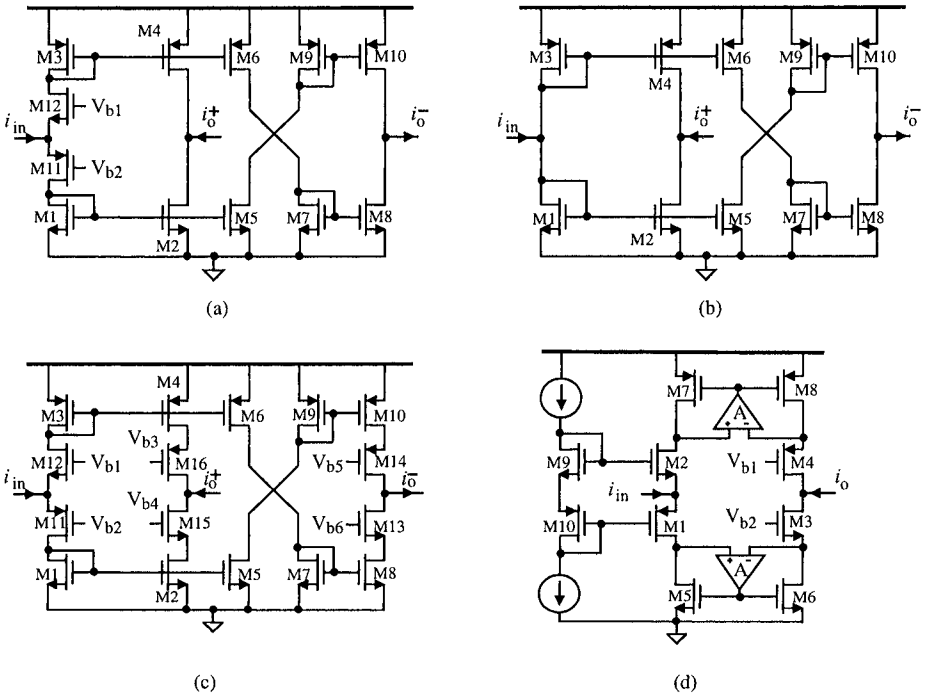 M4
M3 M6 M9 M10
M12 Vb1
iin io+ io−
M11 Vb2
M1 M5 M7 M8
M2
(a)
M3 M6 M9 M10
M4
iin io+ io−
M1 M5 M7 M8
M2
(b)
M4
M3 M6 M9 M10
Vb3
M12 Vb1 M16 Vb5 M14
iin io+ io−
Vb4
M11 Vb2 M15 Vb6 M13
M1 M5 M7 M8
M2
(c)
M7 M8
A
+ −
M9 M2 Vb1 M4
iin io
M10 M1 Vb2 M3
+ −
A
M5 M6
(d)